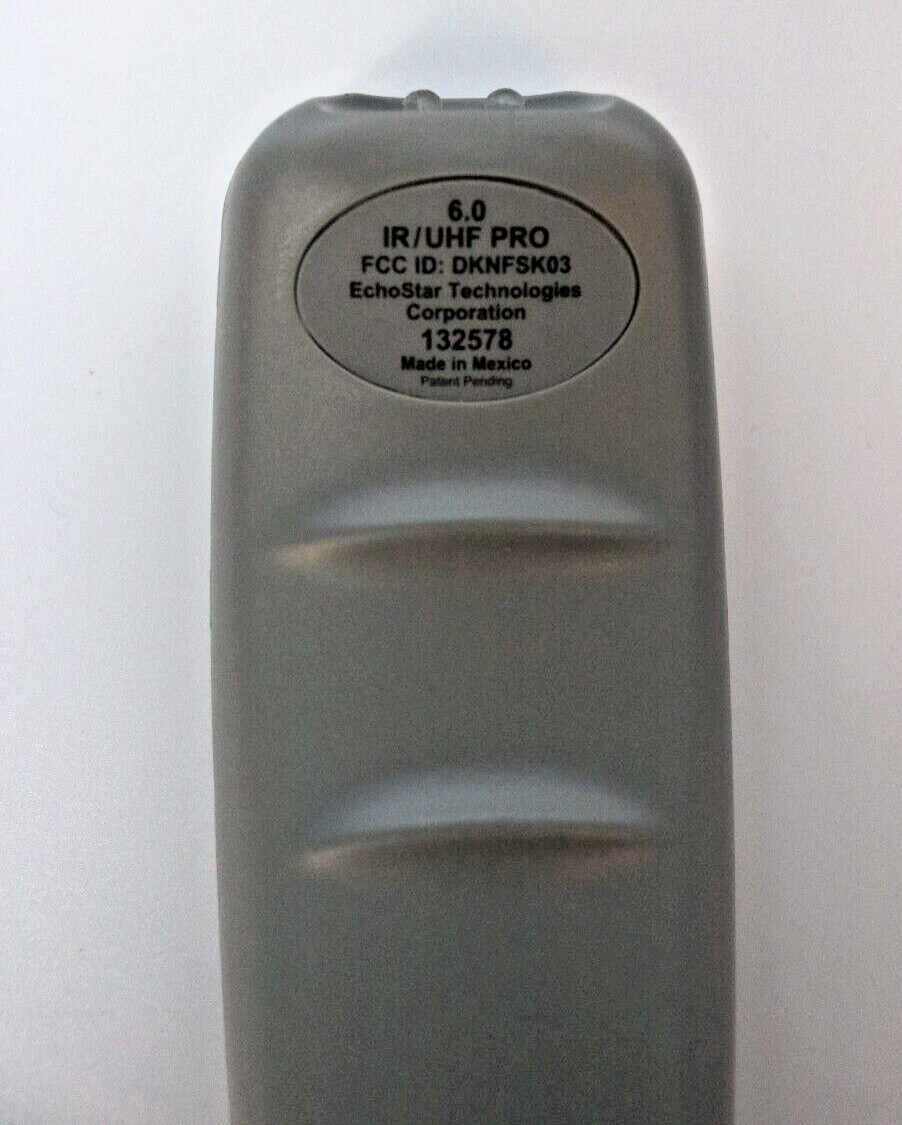 6.0
IR/UHF PRO
FCC ID: DKNFSK03
EchoStar Technologies
Corporation
132578
Made in Mexico
Patent Pending